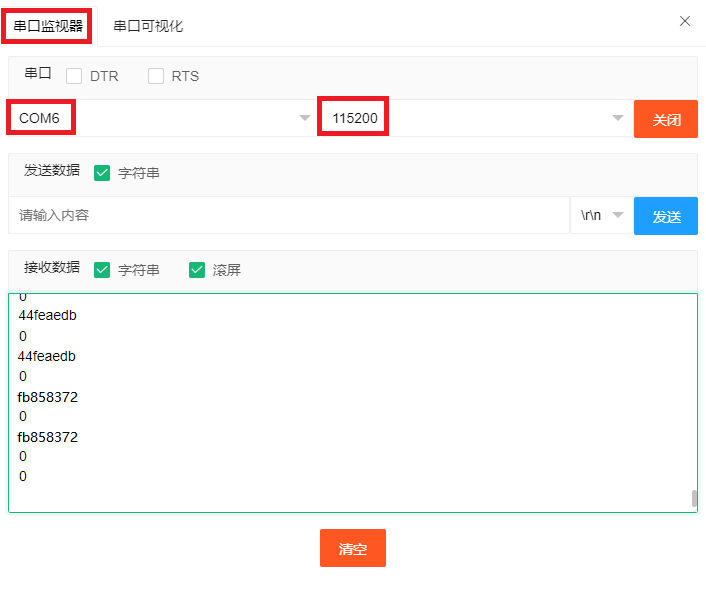 串口监视器 串口可视化
串口 DTR RTS
COM6 115200 关闭
发送数据 字符串
请输入内容 \r\n 发送
接收数据 字符串 滚屏
0
44feaedb
0
44feaedb
0
fb858372
0
fb858372
0
0
清空